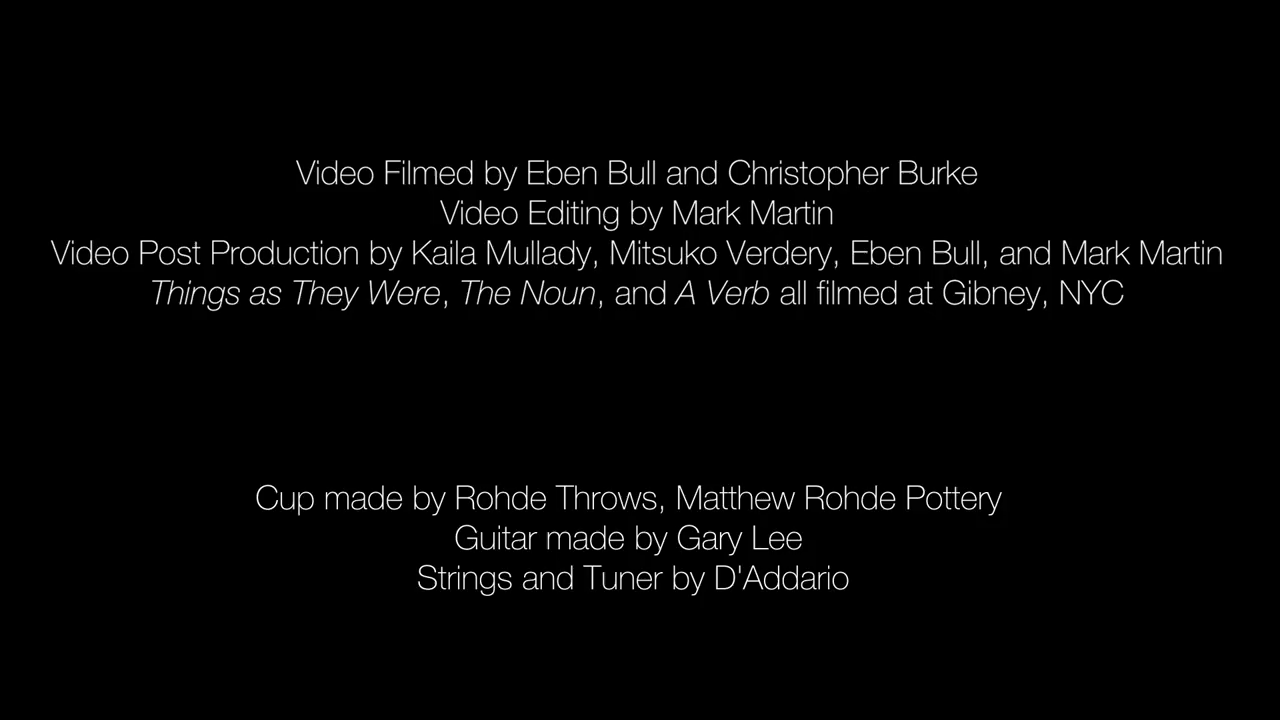 Video Filmed by Eben Bull and Christopher Burke
Video Editing by Mark Martin
Video Post Production by Kaila Mullady, Mitsuko Verdery, Eben Bull, and Mark Martin
Things as They Were, The Noun, and A Verb all filmed at Gibney, NYC
Cup made by Rohde Throws, Matthew Rohde Pottery
Guitar made by Gary Lee
Strings and Tuner by D'Addario